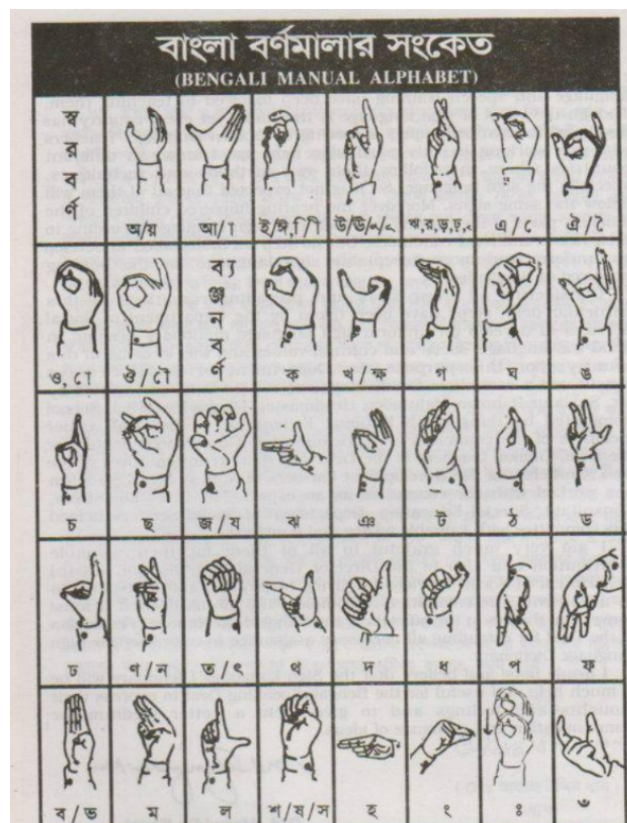 বাংলা বর্ণমালার সংকেত
(BENGALI MANUAL ALPHABET)
স্বরবর্ণ
অ/য় আ/া ই/ঈ,ি/ী উ/ঊ/ু/ূ ঋ,র,ড়,ঢ়,ৃ এ/ে ঐ/ৈ
ও,ো ঔ/ৌ ব্যঞ্জনবর্ণ ক খ/ক্ষ গ ঘ ঙ
চ ছ জ/য ঝ ঞ ট ঠ ড
ঢ ণ/ন ত/ৎ থ দ ধ প ফ
ব/ভ ম ল শ/ষ/স হ ং ঃ ঁ